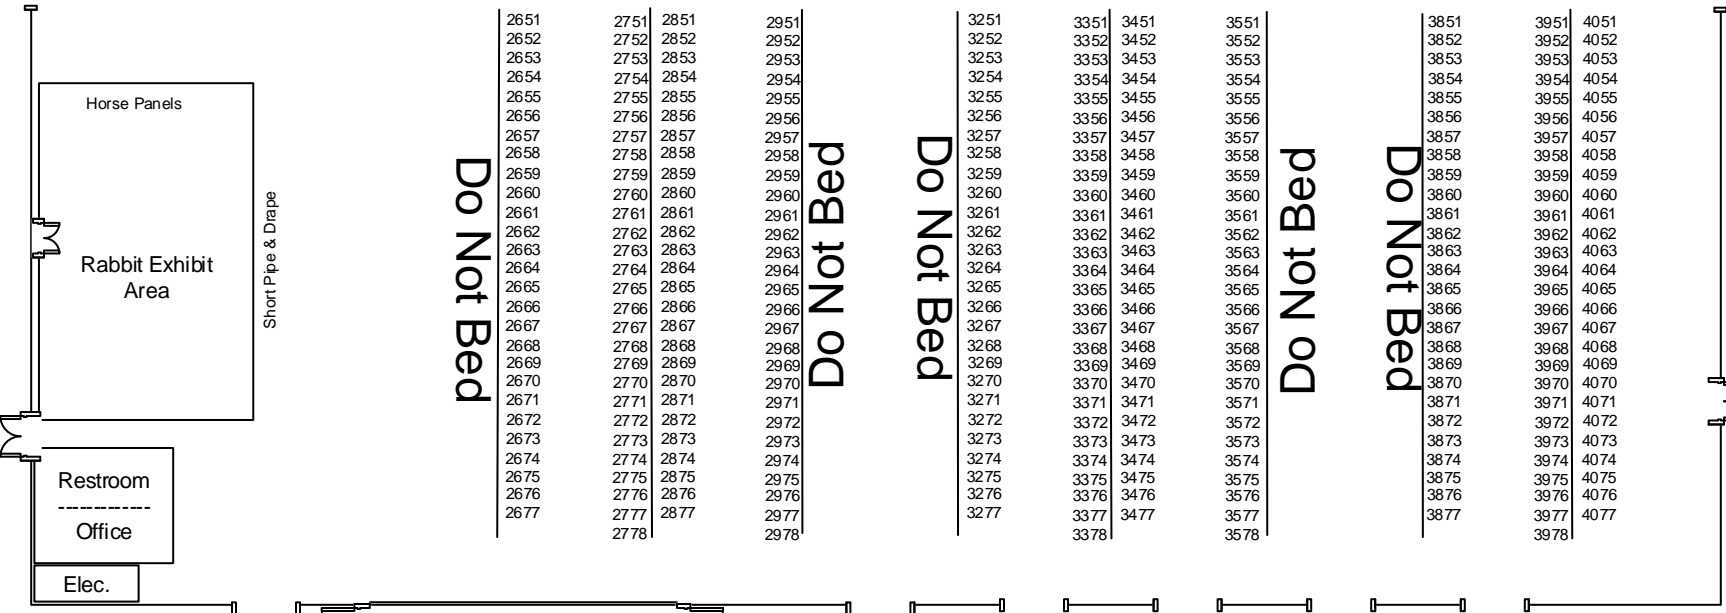 Horse Panels
Rabbit Exhibit
Area
Short Pipe & Drape
Restroom
------------
Office
Elec.
Do Not Bed
Do Not Bed
Do Not Bed
Do Not Bed
Do Not Bed
2651 2751 2851 2951 3251 3351 3451 3551 3851 3951 4051
2652 2752 2852 2952 3252 3352 3452 3552 3852 3952 4052
2653 2753 2853 2953 3253 3353 3453 3553 3853 3953 4053
2654 2754 2854 2954 3254 3354 3454 3554 3854 3954 4054
2655 2755 2855 2955 3255 3355 3455 3555 3855 3955 4055
2656 2756 2856 2956 3256 3356 3456 3556 3856 3956 4056
2657 2757 2857 2957 3257 3357 3457 3557 3857 3957 4057
2658 2758 2858 2958 3258 3358 3458 3558 3858 3958 4058
2659 2759 2859 2959 3259 3359 3459 3559 3859 3959 4059
2660 2760 2860 2960 3260 3360 3460 3560 3860 3960 4060
2661 2761 2861 2961 3261 3361 3461 3561 3861 3961 4061
2662 2762 2862 2962 3262 3362 3462 3562 3862 3962 4062
2663 2763 2863 2963 3263 3363 3463 3563 3863 3963 4063
2664 2764 2864 2964 3264 3364 3464 3564 3864 3964 4064
2665 2765 2865 2965 3265 3365 3465 3565 3865 3965 4065
2666 2766 2866 2966 3266 3366 3466 3566 3866 3966 4066
2667 2767 2867 2967 3267 3367 3467 3567 3867 3967 4067
2668 2768 2868 2968 3268 3368 3468 3568 3868 3968 4068
2669 2769 2869 2969 3269 3369 3469 3569 3869 3969 4069
2670 2770 2870 2970 3270 3370 3470 3570 3870 3970 4070
2671 2771 2871 2971 3271 3371 3471 3571 3871 3971 4071
2672 2772 2872 2972 3272 3372 3472 3572 3872 3972 4072
2673 2773 2873 2973 3273 3373 3473 3573 3873 3973 4073
2674 2774 2874 2974 3274 3374 3474 3574 3874 3974 4074
2675 2775 2875 2975 3275 3375 3475 3575 3875 3975 4075
2676 2776 2876 2976 3276 3376 3476 3576 3876 3976 4076
2677 2777 2877 2977 3277 3377 3477 3577 3877 3977 4077
2778 2978 3378 3578 3978